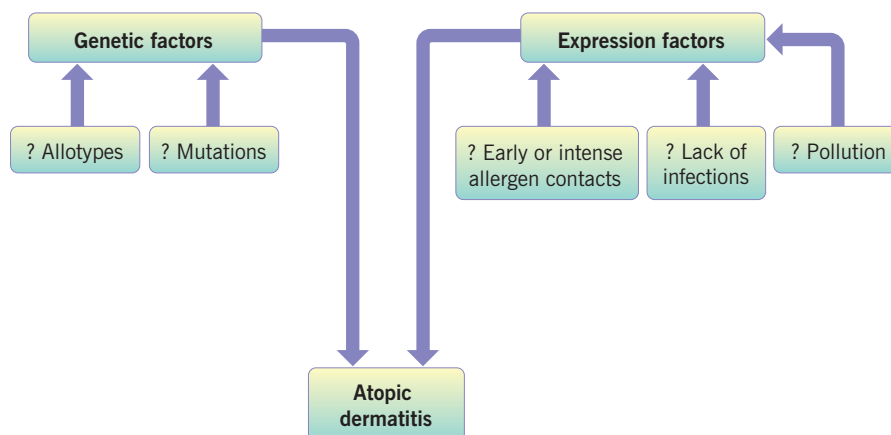 Genetic factors
Expression factors
? Allotypes
? Mutations
? Early or intense
allergen contacts
? Lack of
infections
? Pollution
Atopic
dermatitis